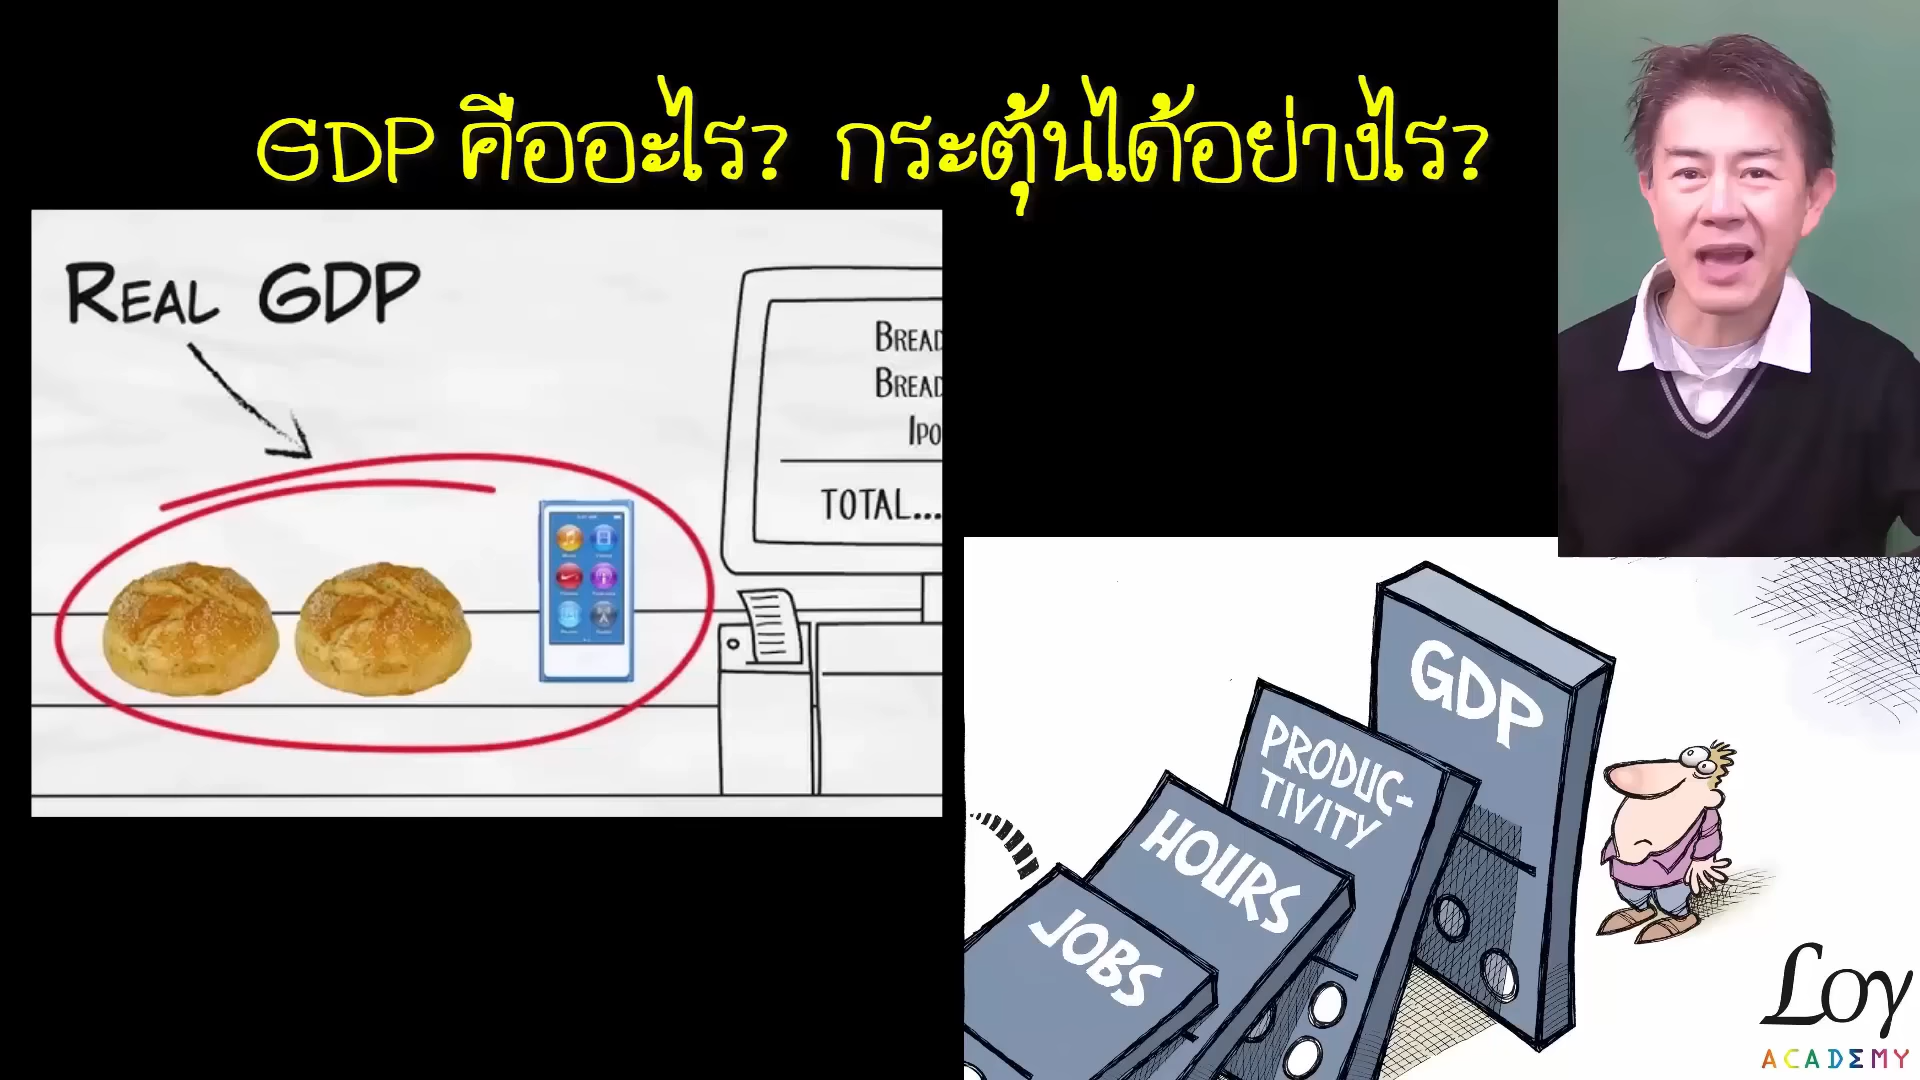 GDP คืออะไร? กระตุ้นได้อย่างไร?
REAL GDP
BREAD
BREAD
IPO
TOTAL...
GDP
PRODUC-
TIVITY
HOURS
JOBS
Loy
ACADEMY